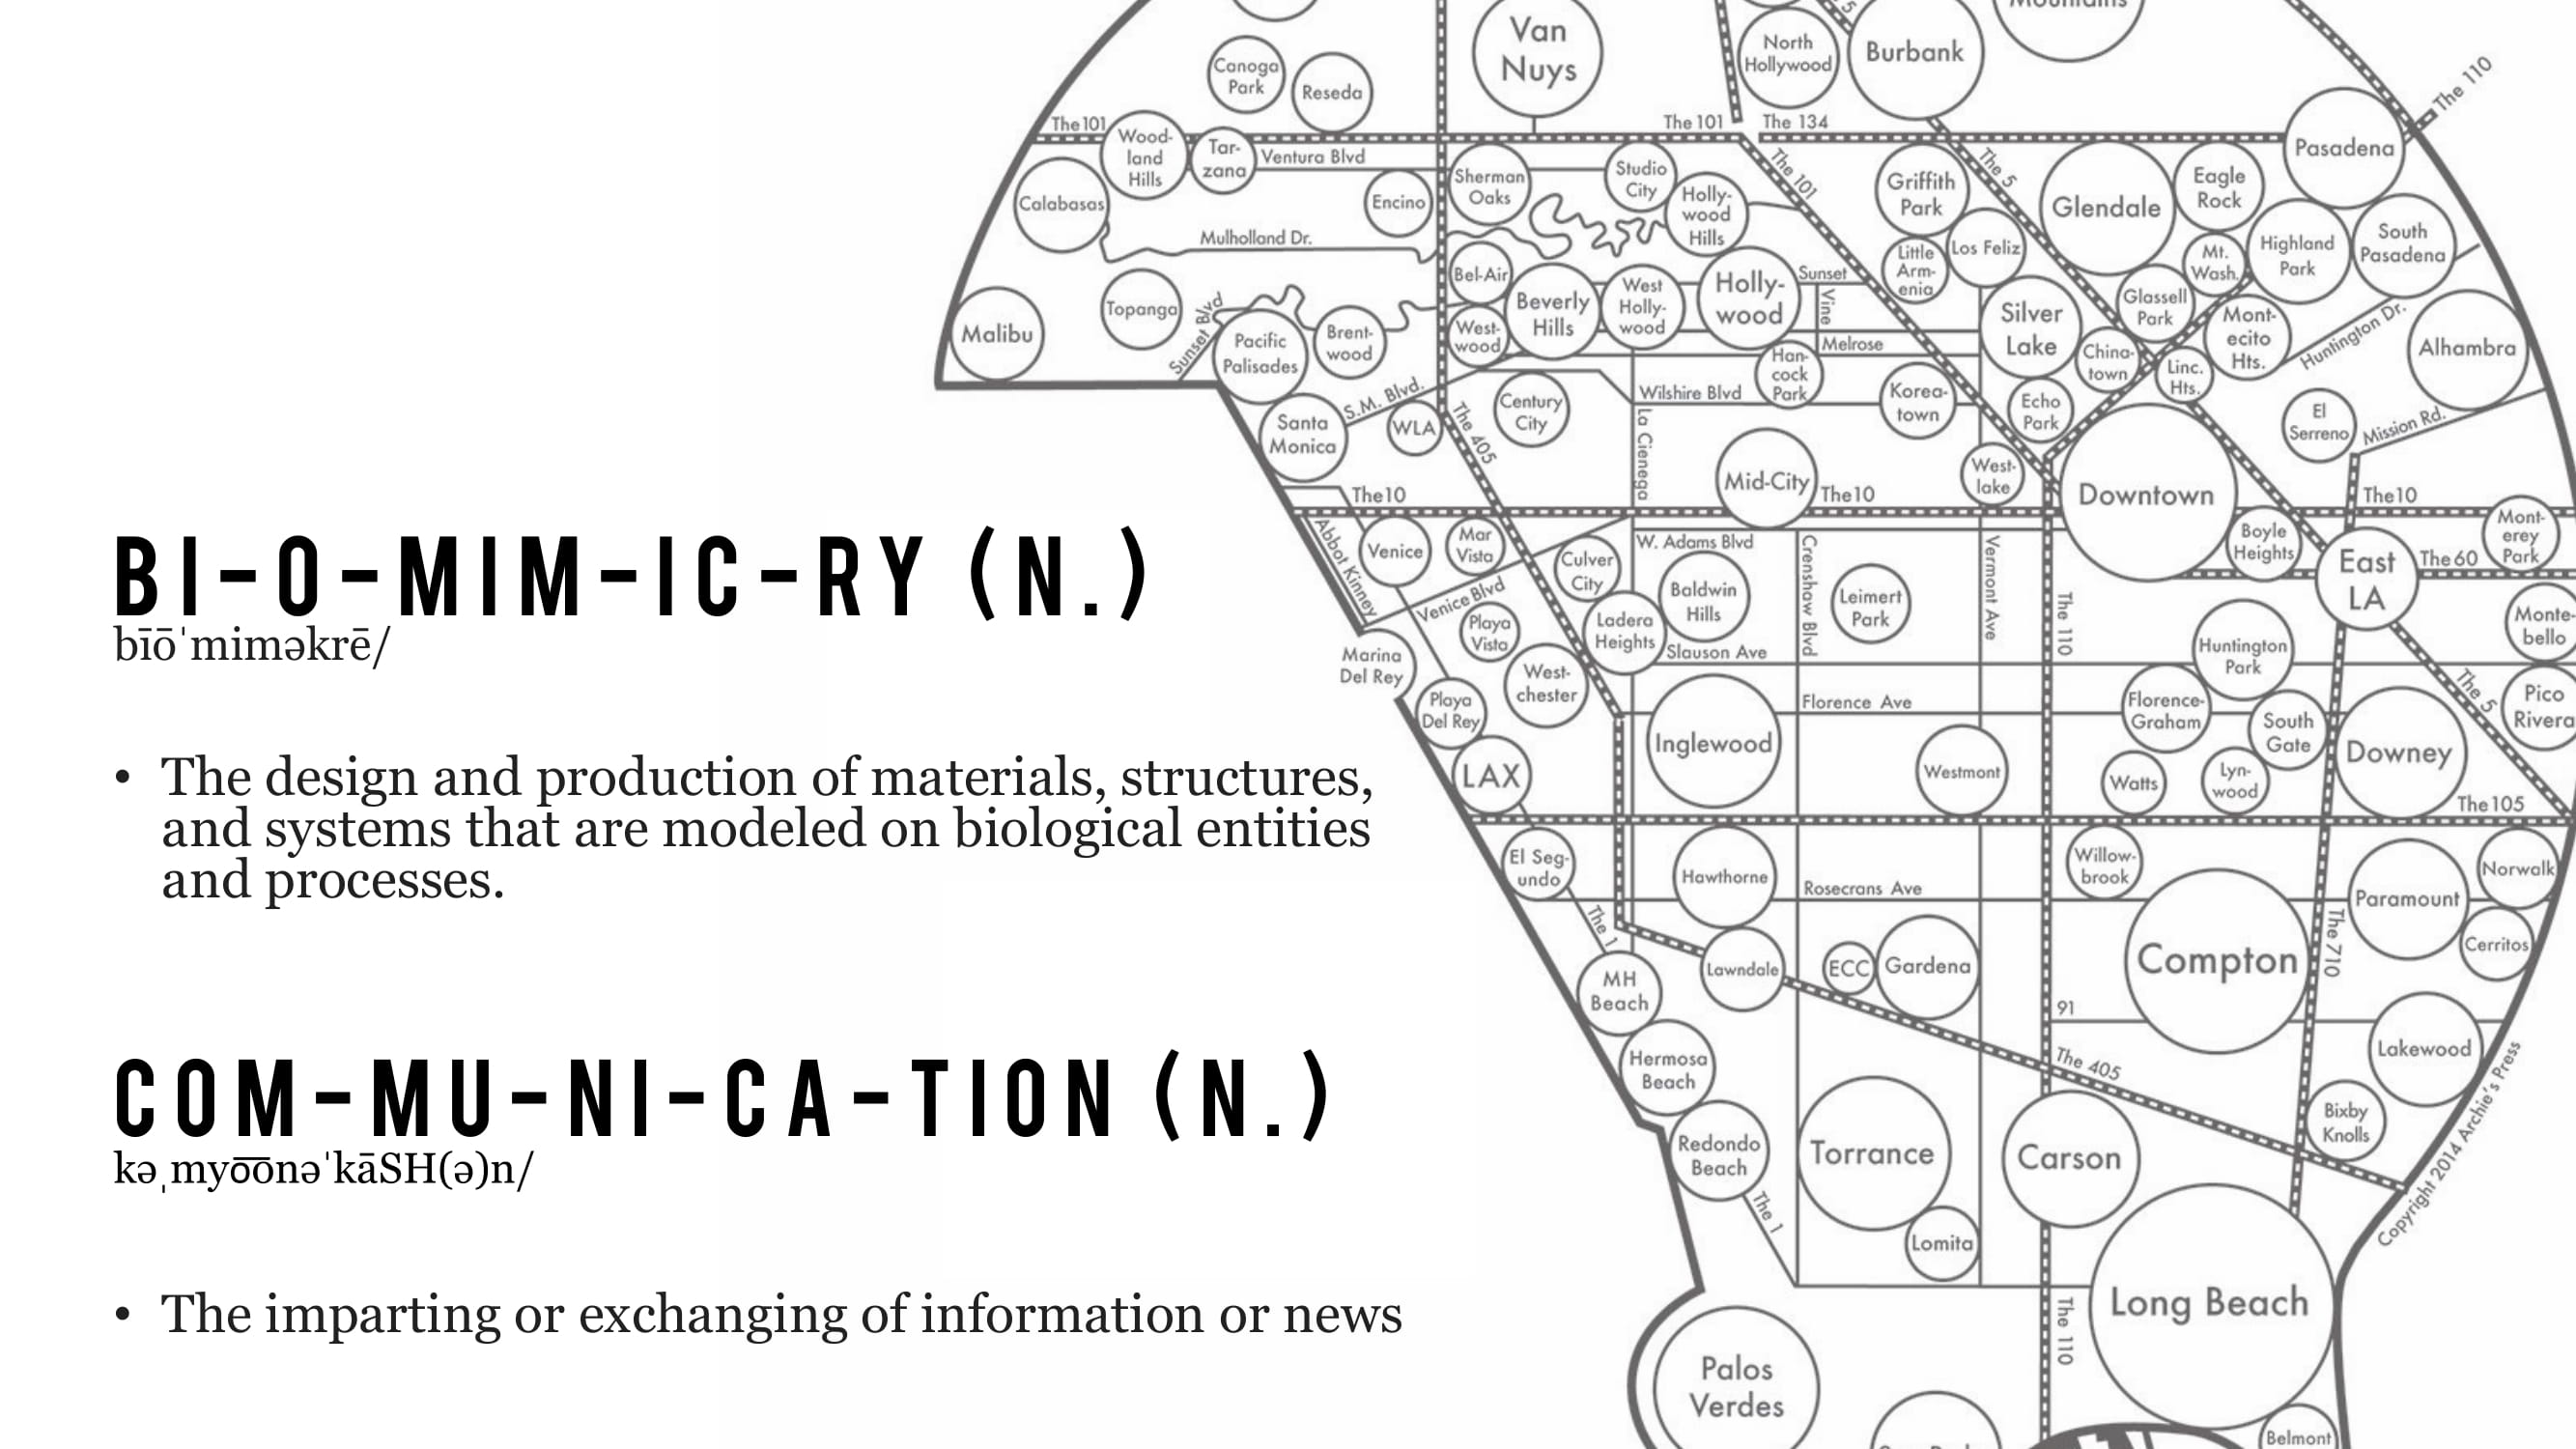 BI-O-MIM-IC-RY (N.)
bīōˈmiməkrē/
• The design and production of materials, structures,
and systems that are modeled on biological entities
and processes.
COM-MU-NI-CA-TION (N.)
kəˌmyo͞onəˈkāSH(ə)n/
• The imparting or exchanging of information or news
Van
Nuys
North
Hollywood
Burbank
5
Canoga
Park
Reseda
The 110
The 101
The 101
The 134
Wood-
land
Hills
Tar-
zana
Ventura Blvd
Pasadena
Calabasas
Encino
Sherman
Oaks
Studio
City
Holly-
wood
Hills
The 101
Griffith
Park
The 5
Glendale
Eagle
Rock
Mulholland Dr.
Little
Arm-
enia
Los Feliz
Mt.
Wash.
Highland
Park
South
Pasadena
Malibu
Topanga
Sunset Blvd
Pacific
Palisades
Brent-
wood
Bel-Air
West-
wood
Beverly
Hills
West
Holly-
wood
Holly-
wood
Sunset
Vine
Melrose
Silver
Lake
Glassell
Park
Mont-
ecito
Hts.
Huntington Dr.
Alhambra
China-
town
Linc.
Hts.
Santa
Monica
S.M. Blvd.
WLA
The 405
Century
City
Wilshire Blvd
La Cienega
Han-
cock
Park
Korea-
town
Echo
Park
El
Serreno
Mission Rd.
Mid-City
West-
lake
Downtown
The10
The10
The10
Abbot Kinney
Venice
Mar
Vista
Culver
City
W. Adams Blvd
Baldwin
Hills
Crenshaw Blvd
Leimert
Park
Vermont Ave
The 110
Boyle
Heights
East
LA
The 60
Mont-
erey
Park
Venice Blvd
Playa
Vista
Ladera
Heights
Slauson Ave
Huntington
Park
Monte-
bello
Marina
Del Rey
Playa
Del Rey
West-
chester
Florence Ave
Florence-
Graham
South
Gate
The 5
Pico
Rivera
LAX
Inglewood
Westmont
Watts
Lyn-
wood
Downey
The 105
El Seg-
undo
Hawthorne
Rosecrans Ave
Willow-
brook
Paramount
Norwalk
Cerritos
The 1
MH
Beach
Lawndale
ECC
Gardena
Compton
The 710
91
Lakewood
Hermosa
Beach
The 405
Bixby
Knolls
Redondo
Beach
The 1
Torrance
Carson
Lomita
Long Beach
The 110
Copyright 2014 Archie's Press
Palos
Verdes
Belmont